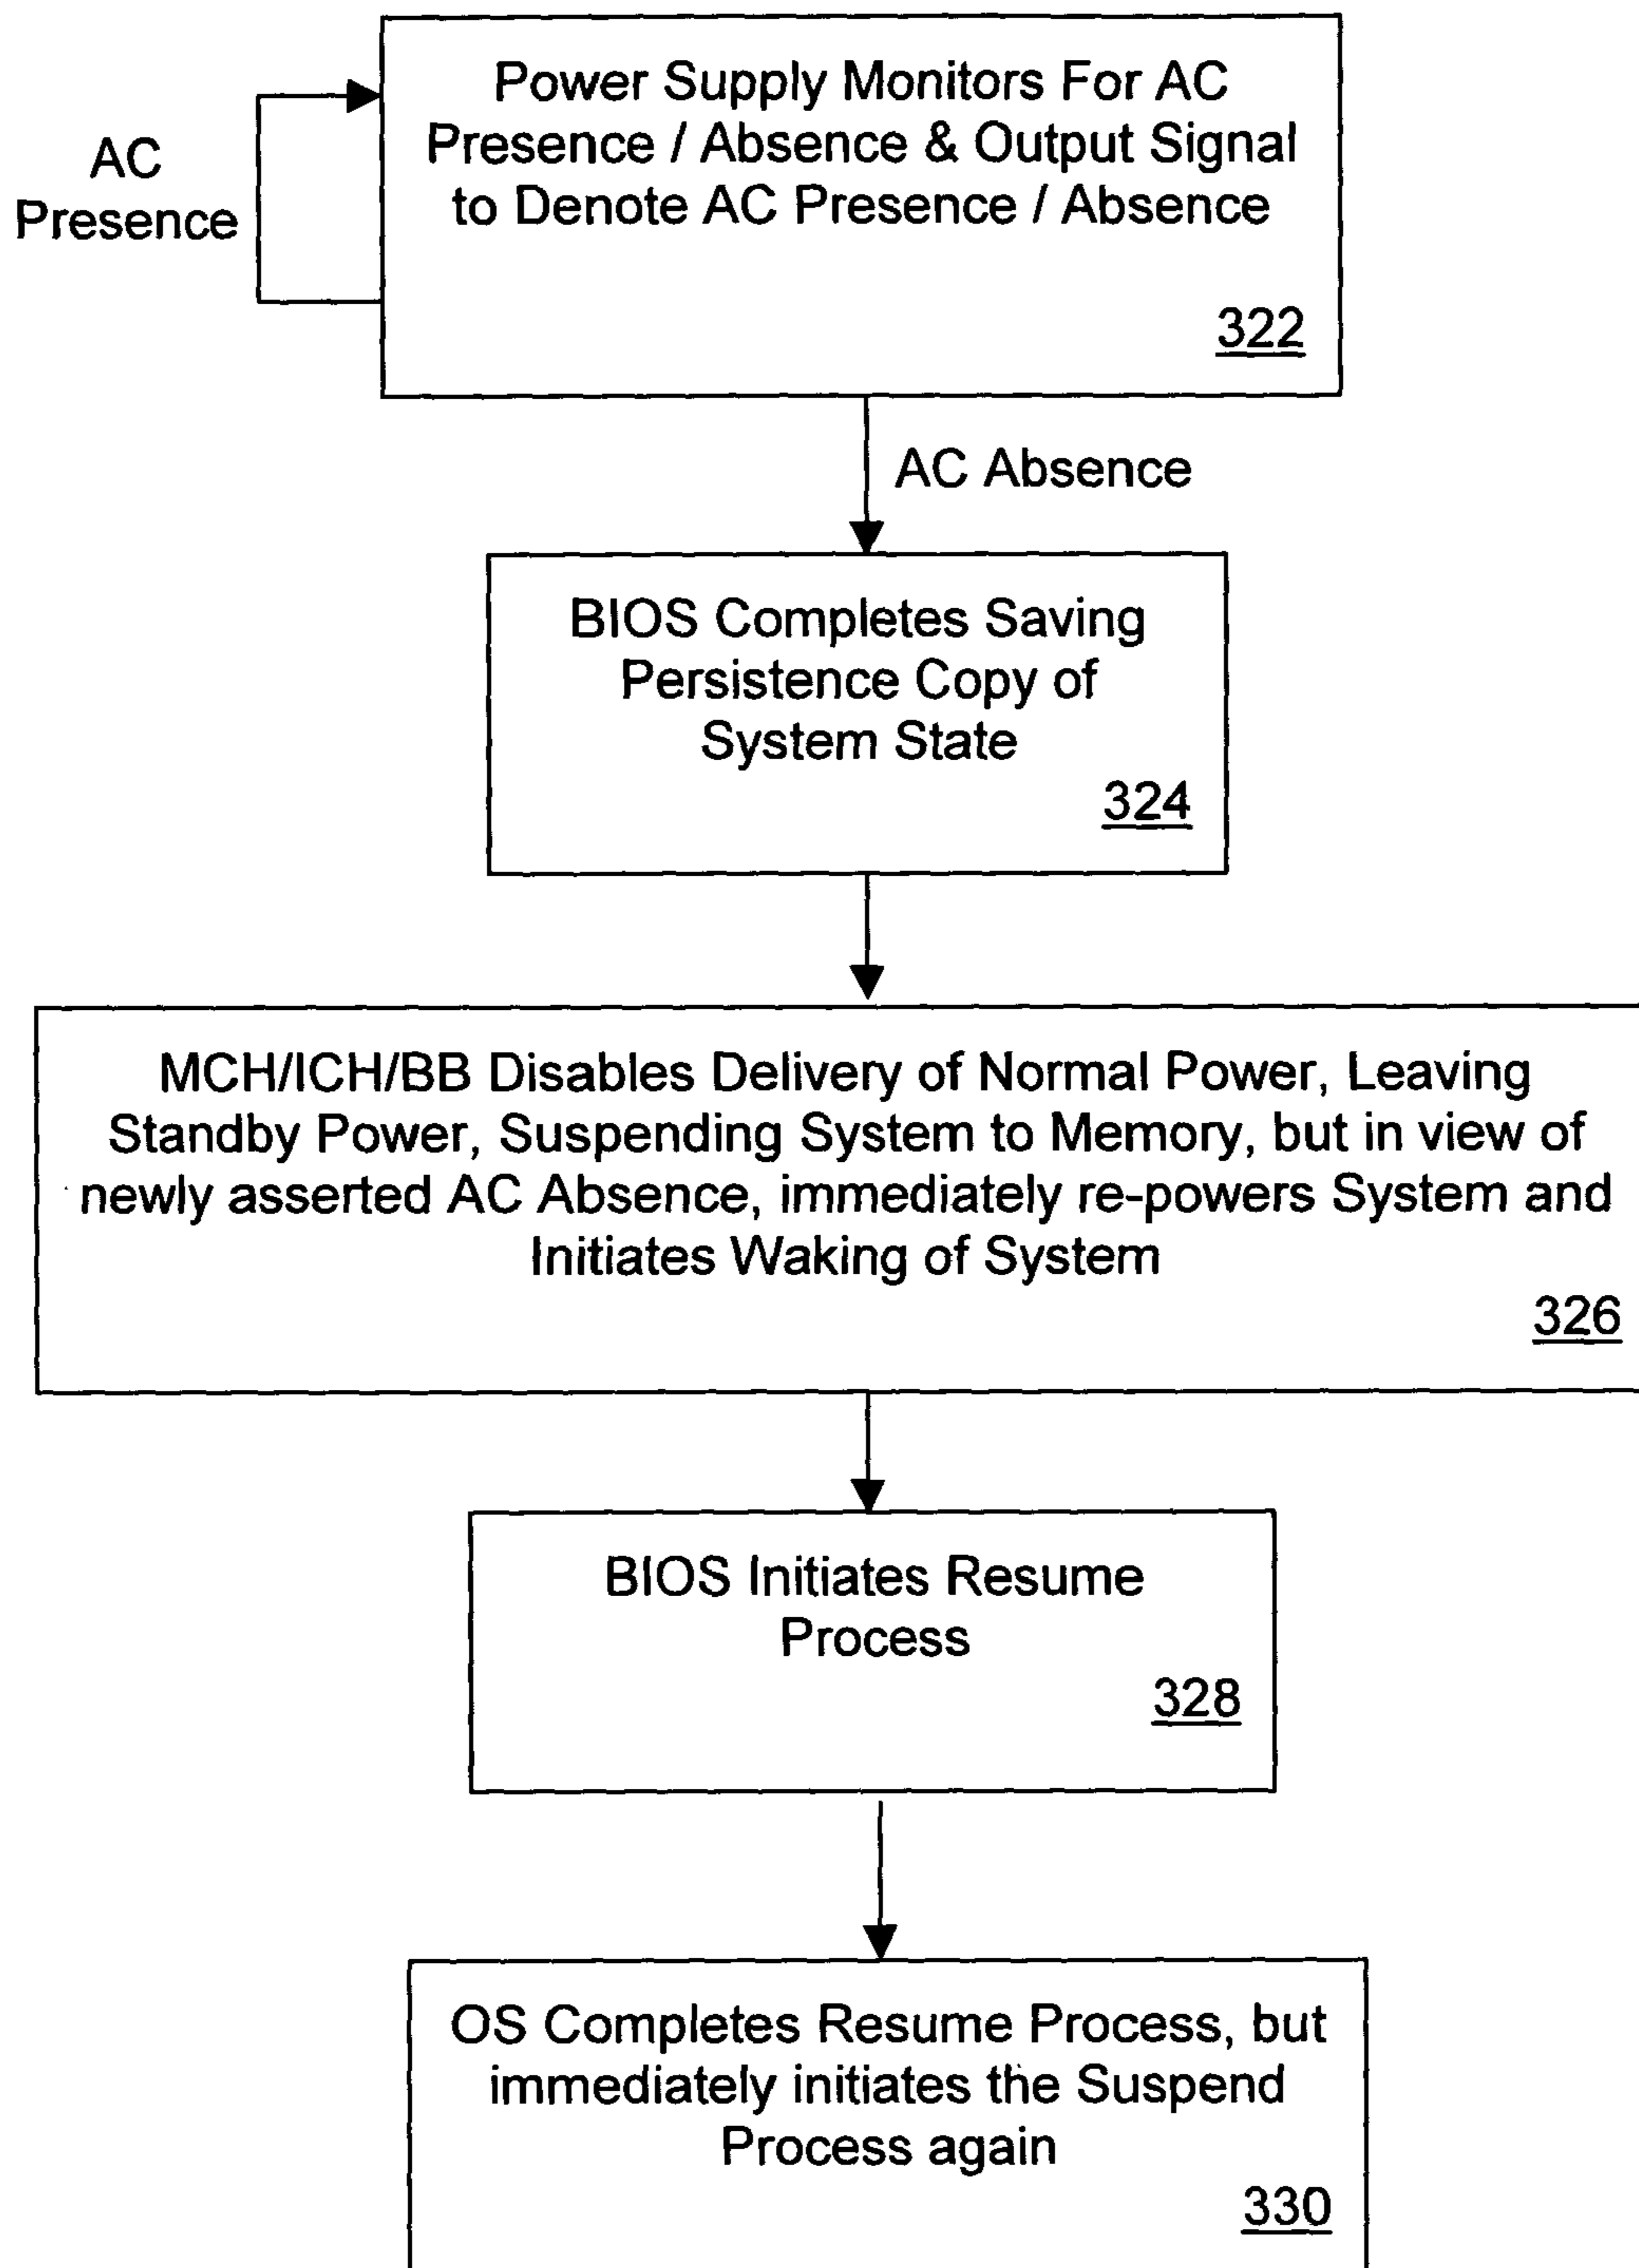 Power Supply Monitors For AC
Presence / Absence & Output Signal
to Denote AC Presence / Absence
322
AC
Presence
AC Absence
BIOS Completes Saving
Persistence Copy of
System State
324
MCH/ICH/BB Disables Delivery of Normal Power, Leaving
Standby Power, Suspending System to Memory, but in view of
newly asserted AC Absence, immediately re-powers System and
Initiates Waking of System
326
BIOS Initiates Resume
Process
328
OS Completes Resume Process, but
immediately initiates the Suspend
Process again
330